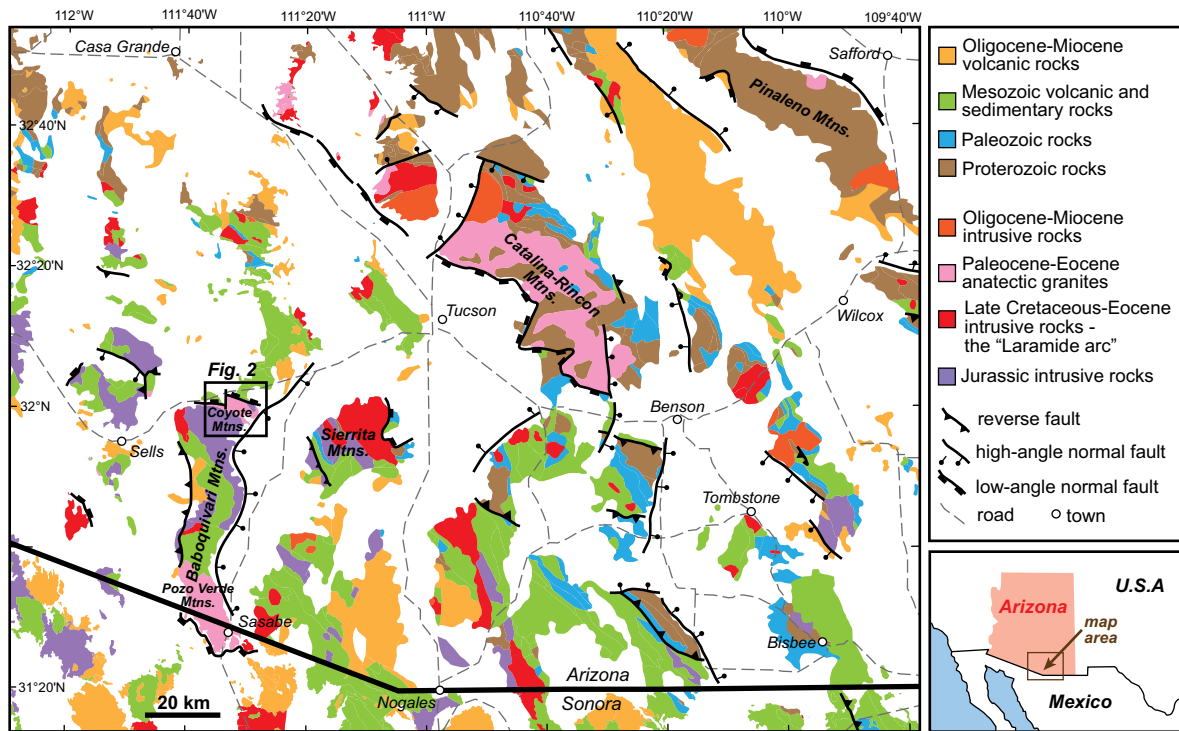 112°W
111°40'
111°20'
111°W
110°40'
110°20'
110°W
109°40'W
Casa Grande
Safford
Pinaleno Mtns.
32°40'N
32°20'N
Catalina-Rincon
Mtns.
Tucson
Wilcox
Fig. 2
32°N
Coyote
Mtns.
Benson
Sells
Sierrita
Mtns.
Baboquivari Mtns.
Tombstone
Pozo Verde
Mtns.
Sasabe
Bisbee
31°20'N
20 km
Nogales
Arizona
Sonora
Oligocene-Miocene
volcanic rocks
Mesozoic volcanic and
sedimentary rocks
Paleozoic rocks
Proterozoic rocks
Oligocene-Miocene
intrusive rocks
Paleocene-Eocene
anatectic granites
Late Cretaceous-Eocene
intrusive rocks -
the “Laramide arc”
Jurassic intrusive rocks
reverse fault
high-angle normal fault
low-angle normal fault
road
town
U.S.A
Arizona
map
area
Mexico